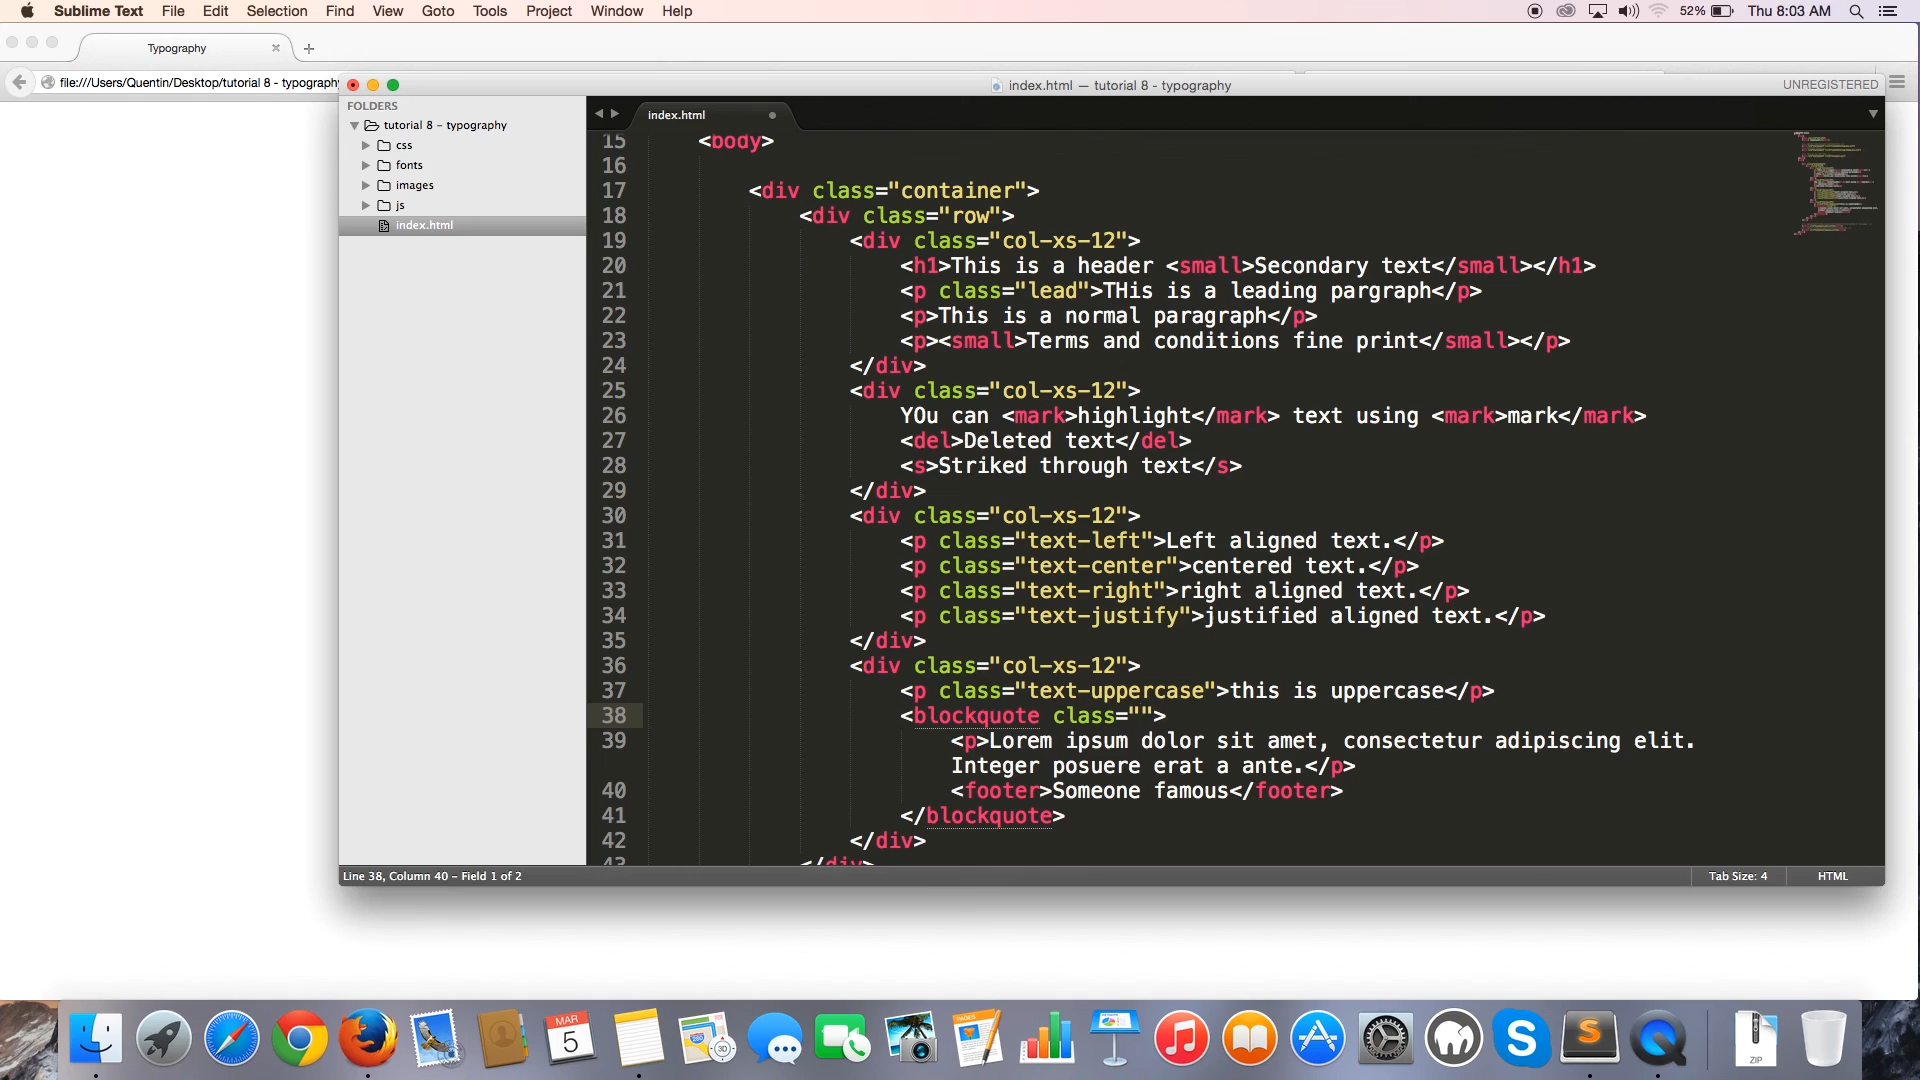 Sublime Text File Edit Selection Find View Goto Tools Project Window Help 52% Thu 8:03 AM
Typography
file:///Users/Quentin/Desktop/tutorial 8 - typography
index.html — tutorial 8 - typography UNREGISTERED
FOLDERS
tutorial 8 - typography
css
fonts
images
js
index.html
index.html
15 <body>
16
17 <div class="container">
18 <div class="row">
19 <div class="col-xs-12">
20 <h1>This is a header <small>Secondary text</small></h1>
21 <p class="lead">THis is a leading pargraph</p>
22 <p>This is a normal paragraph</p>
23 <p><small>Terms and conditions fine print</small></p>
24 </div>
25 <div class="col-xs-12">
26 YOu can <mark>highlight</mark> text using <mark>mark</mark>
27 <del>Deleted text</del>
28 <s>Striked through text</s>
29 </div>
30 <div class="col-xs-12">
31 <p class="text-left">Left aligned text.</p>
32 <p class="text-center">centered text.</p>
33 <p class="text-right">right aligned text.</p>
34 <p class="text-justify">justified aligned text.</p>
35 </div>
36 <div class="col-xs-12">
37 <p class="text-uppercase">this is uppercase</p>
38 <blockquote class="">
39 <p>Lorem ipsum dolor sit amet, consectetur adipiscing elit.
Integer posuere erat a ante.</p>
40 <footer>Someone famous</footer>
41 </blockquote>
42 </div>
43 </div>
Line 38, Column 40 - Field 1 of 2 Tab Size: 4 HTML
MAR
5
PAGES
ZIP